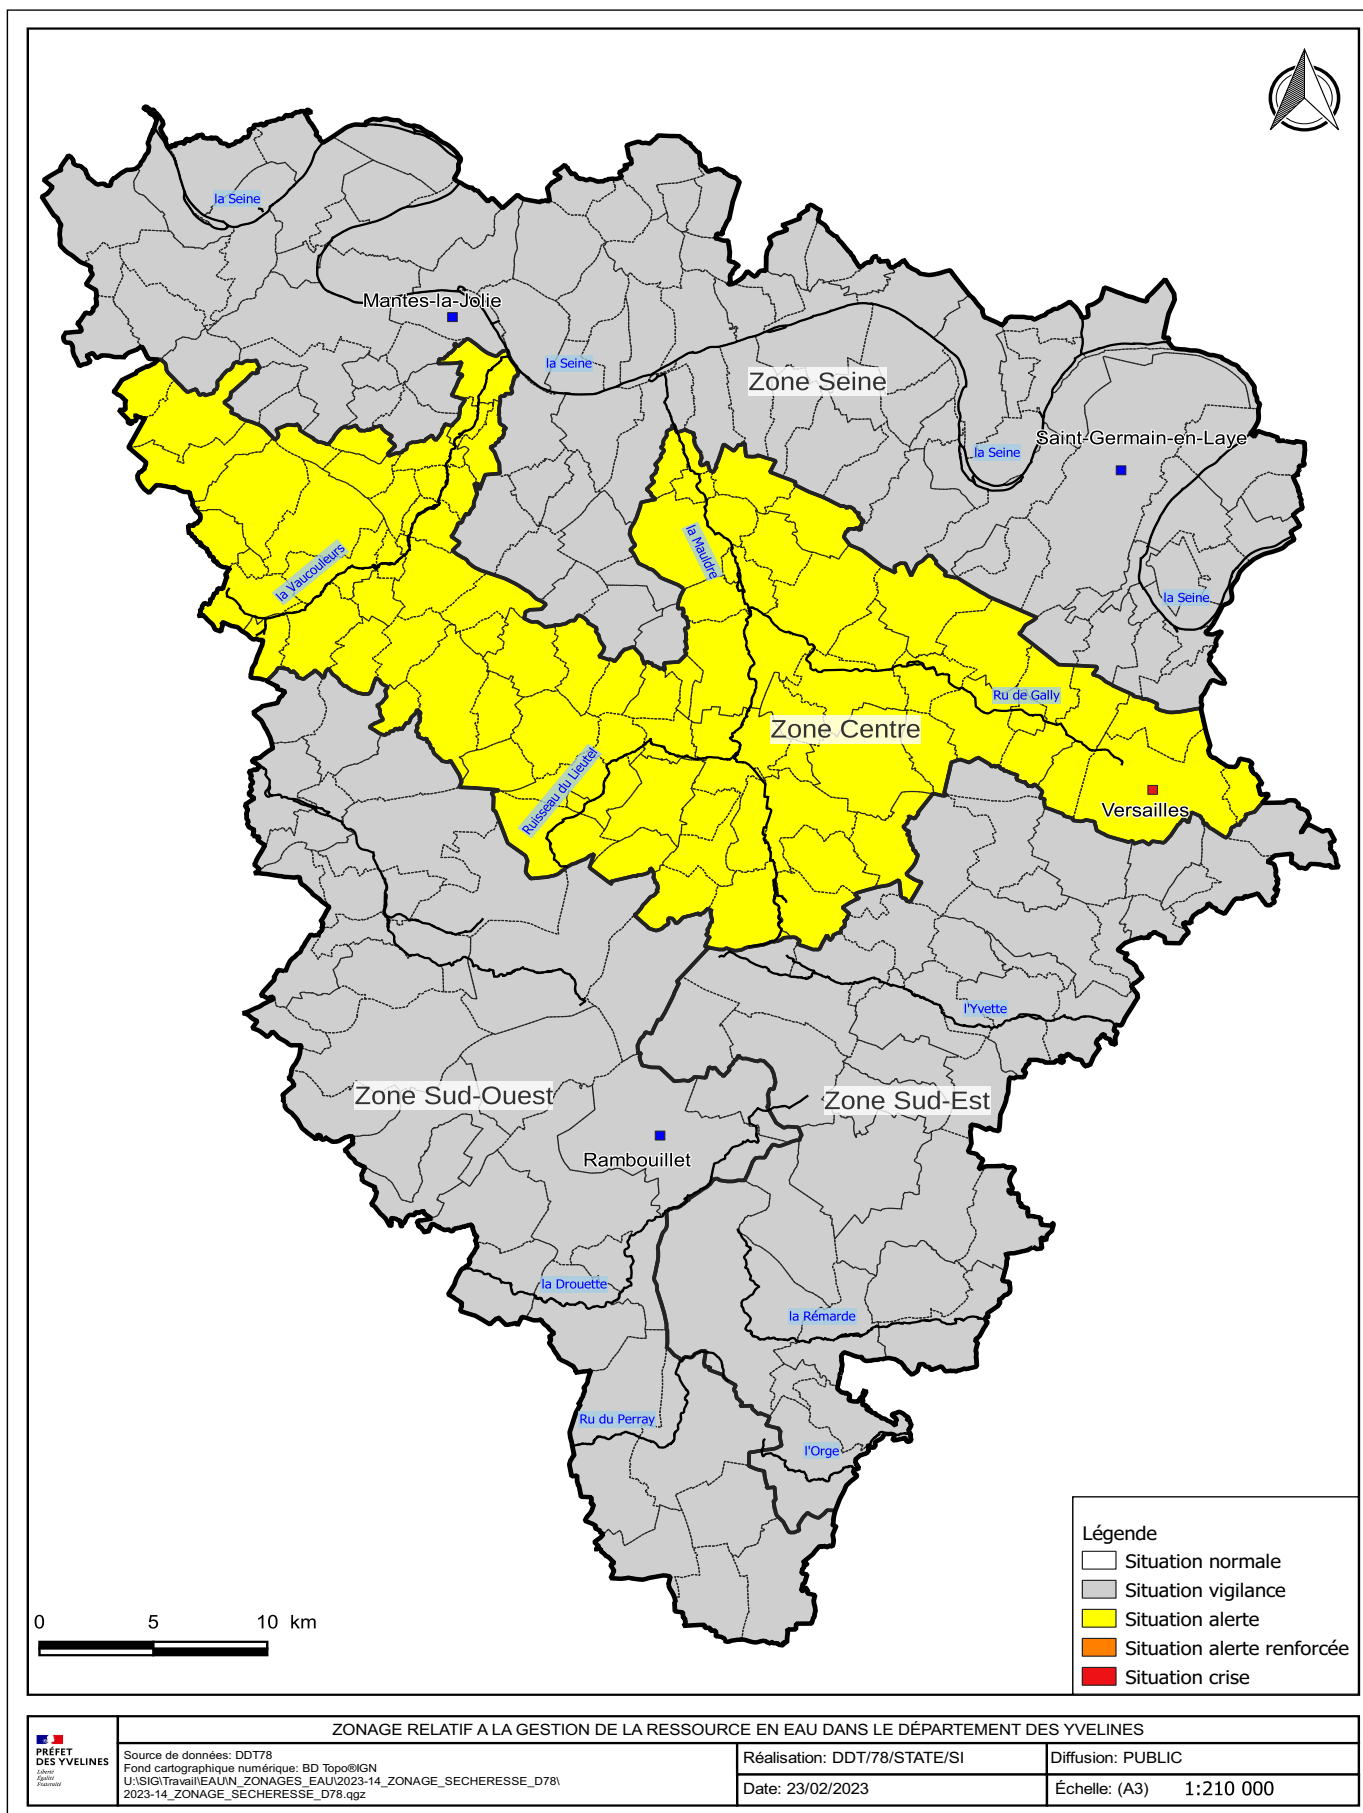 la Seine
Mantes-la-Jolie
la Seine
Zone Seine
Saint-Germain-en-Laye
la Seine
la Mauldre
la Vaucouleurs
la Seine
Ru de Gally
Zone Centre
Ruisseau du Lieutel
Versailles
l'Yvette
Zone Sud-Ouest
Zone Sud-Est
Rambouillet
la Drouette
la Rémarde
Ru du Perray
l'Orge
Légende
Situation normale
Situation vigilance
Situation alerte
Situation alerte renforcée
Situation crise
0 5 10 km
ZONAGE RELATIF A LA GESTION DE LA RESSOURCE EN EAU DANS LE DÉPARTEMENT DES YVELINES
PRÉFET
DES YVELINES
Liberté
Égalité
Fraternité
Source de données: DDT78
Fond cartographique numérique: BD Topo®IGN
U:\SIG\Travail\EAU\N_ZONAGES_EAU\2023-14_ZONAGE_SECHERESSE_D78\
2023-14_ZONAGE_SECHERESSE_D78.qgz
Réalisation: DDT/78/STATE/SI
Diffusion: PUBLIC
Date: 23/02/2023
Échelle: (A3) 1:210 000